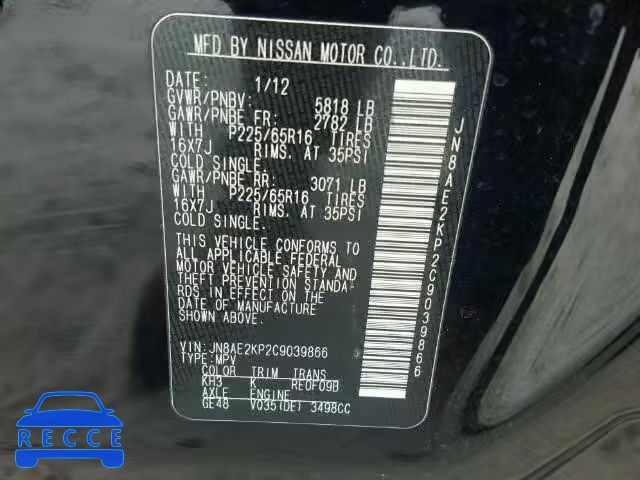 MFD BY NISSAN MOTOR CO.,LTD.
DATE: 1/12
GVWR/PNBV: 5818 LB
GAWR/PNBE FR: 2782 LB
WITH P225/65R16 TIRES
16X7J RIMS, AT 35PSI
COLD SINGLE.
GAWR/PNBE RR: 3071 LB
WITH P225/65R16 TIRES
16X7J RIMS, AT 35PSI
COLD SINGLE.
THIS VEHICLE CONFORMS TO
ALL APPLICABLE FEDERAL
MOTOR VEHICLE SAFETY AND
THEFT PREVENTION STANDA-
RDS IN EFFECT ON THE
DATE OF MANUFACTURE
SHOWN ABOVE.
VIN: JN8AE2KP2C9039866
TYPE: MPV
COLOR TRIM TRANS
KH3 K RE0F09B
AXLE ENGINE
GE48 VQ35(DE) 3498CC
JN8AE2KP2C9039866
RECCE